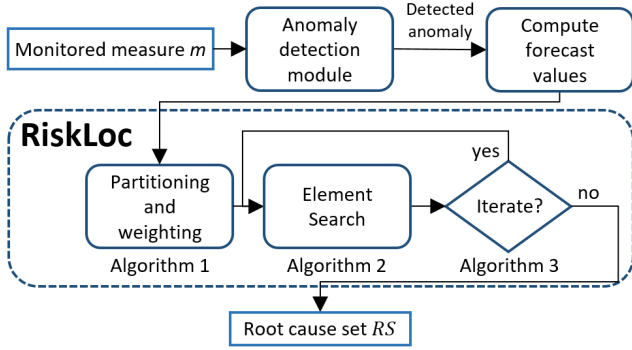 Monitored measure m
Anomaly
detection
module
Detected
anomaly
Compute
forecast
values
RiskLoc
Partitioning
and
weighting
Algorithm 1
Element
Search
Algorithm 2
yes
Iterate?
no
Algorithm 3
Root cause set RS